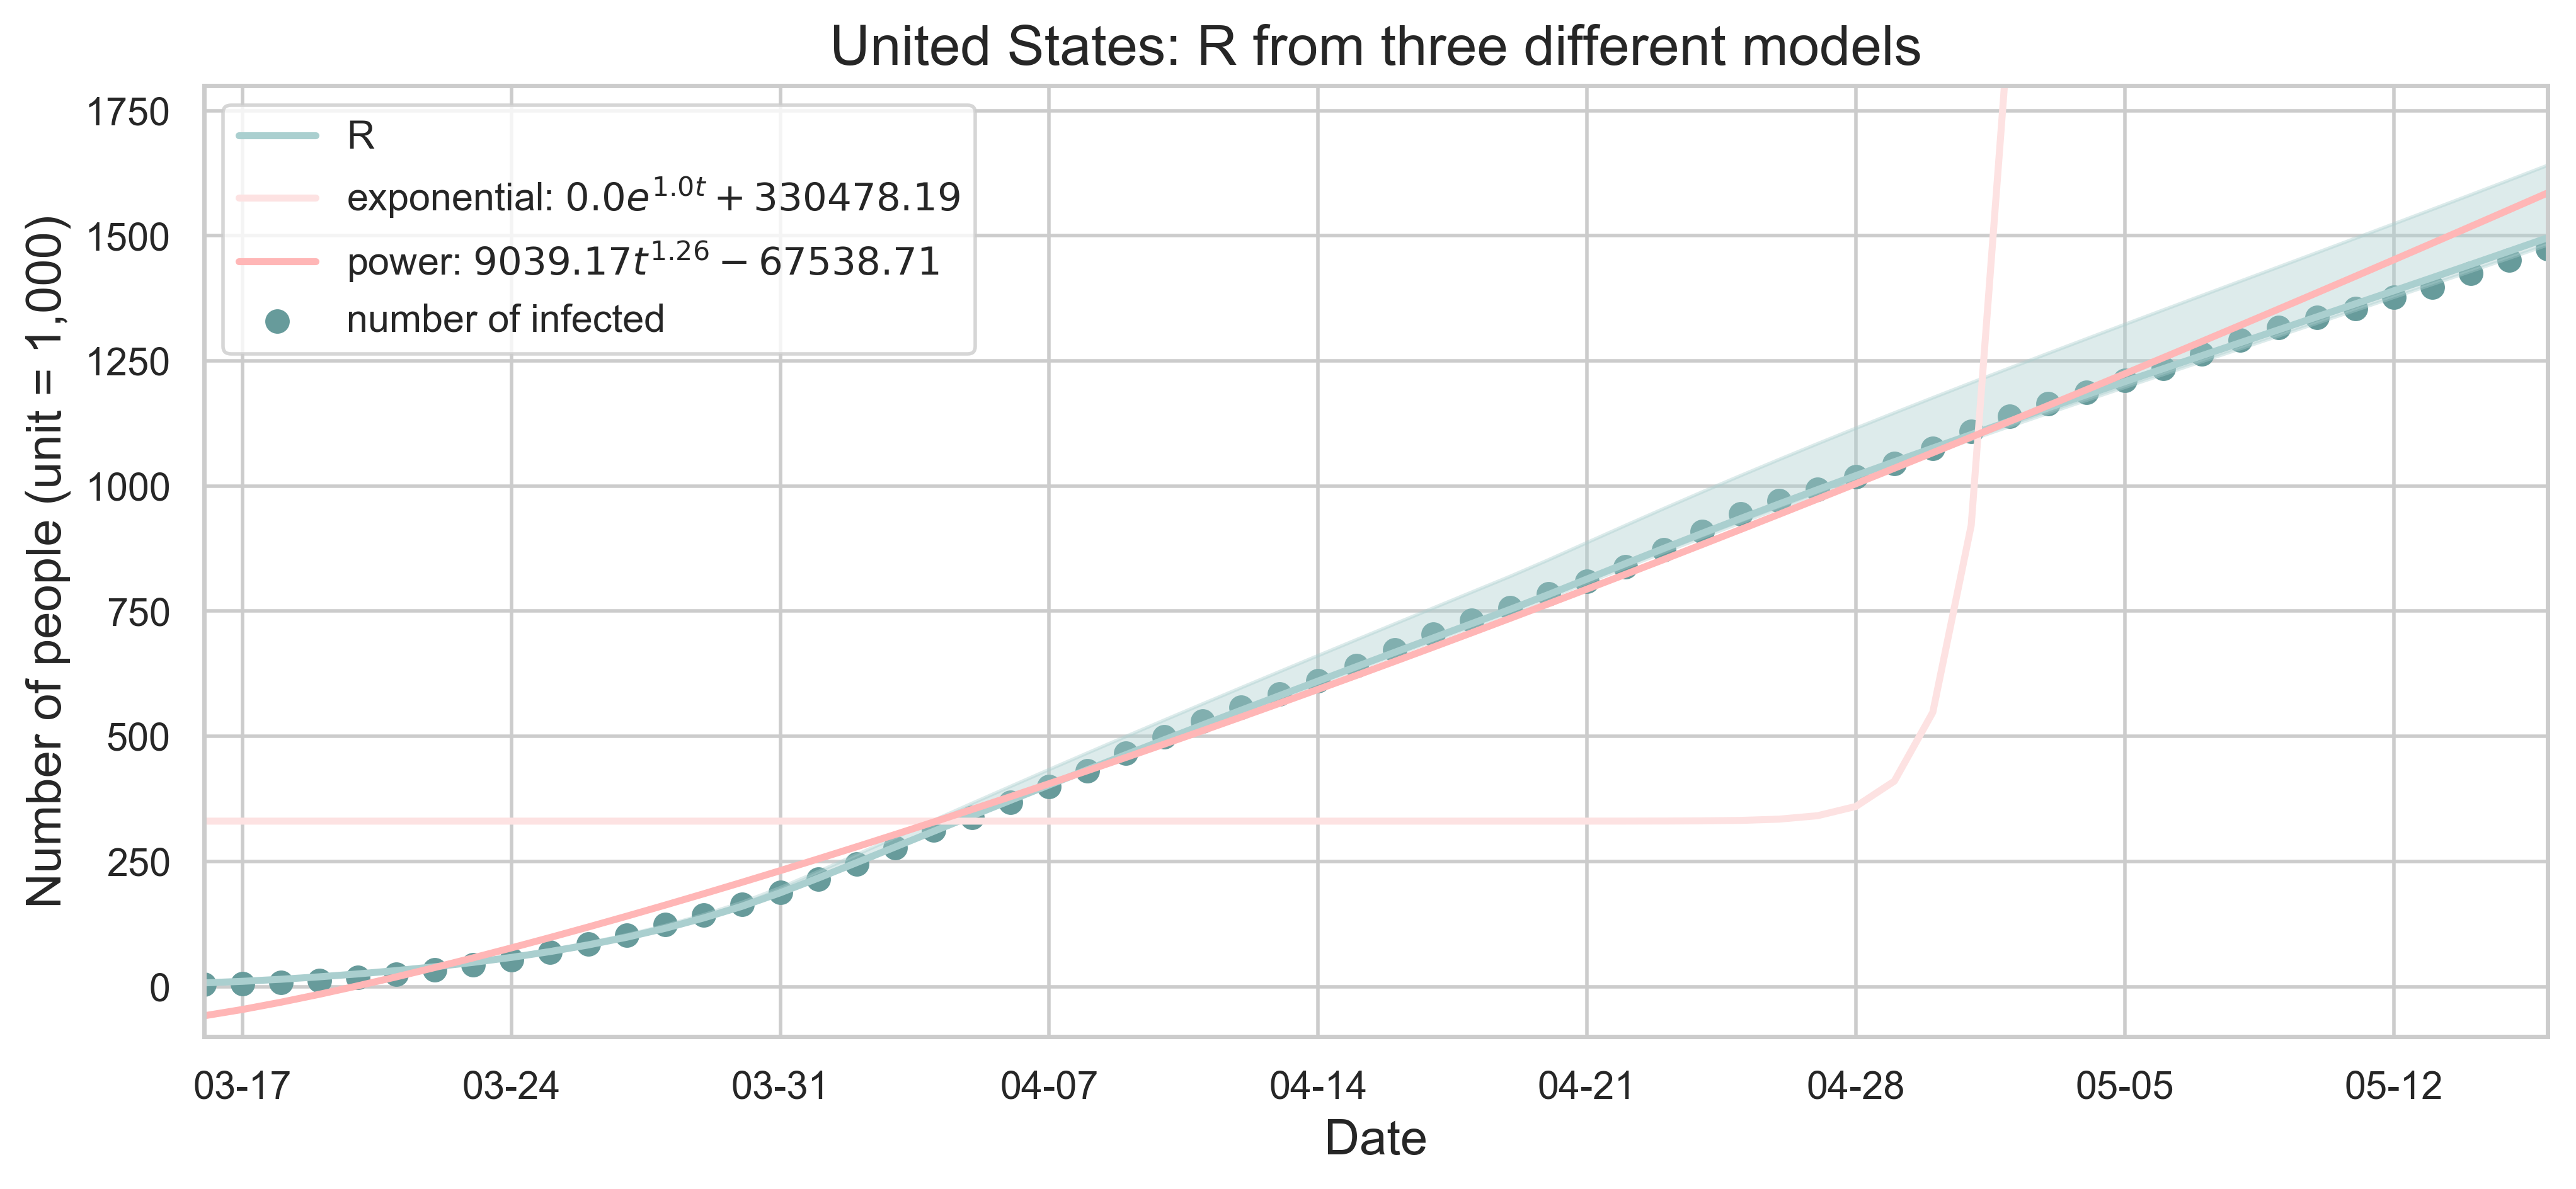 United States: R from three different models
1750
1500
1250
1000
750
500
250
0
Number of people (unit = 1,000)
R
exponential: 0.0e^{1.0t} + 330478.19
power: 9039.17t^{1.26} − 67538.71
number of infected
03-17 03-24 03-31 04-07 04-14 04-21 04-28 05-05 05-12
Date